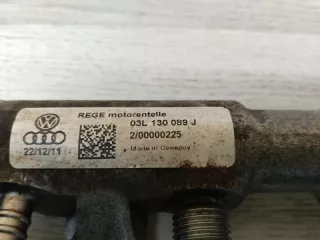 REGE motorenteile
03L 130 089 J
2/00000225
22/12/11
Made in Germany